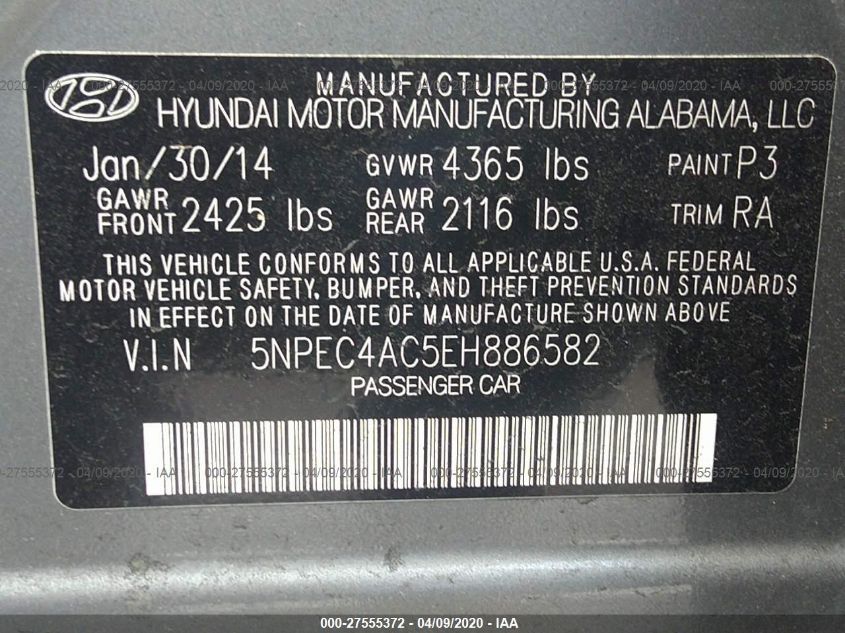 MANUFACTURED BY
HYUNDAI MOTOR MANUFACTURING ALABAMA, LLC
Jan/30/14 GVWR 4365 lbs PAINT P3
GAWR FRONT 2425 lbs GAWR REAR 2116 lbs TRIM RA
THIS VEHICLE CONFORMS TO ALL APPLICABLE U.S.A. FEDERAL
MOTOR VEHICLE SAFETY, BUMPER, AND THEFT PREVENTION STANDARDS
IN EFFECT ON THE DATE OF MANUFACTURE SHOWN ABOVE
V.I.N 5NPEC4AC5EH886582
PASSENGER CAR
000-27555372 | 04/09/2020 - IAA